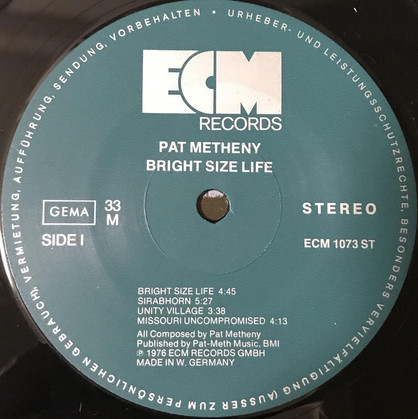 URHEBER- UND LEISTUNGSSCHUTZRECHTE, BESONDERS VERVIELFÄLTIGUNG (AUSSER ZUM PERSÖNLICHEN GEBRAUCH), VERMIETUNG, AUFFÜHRUNG, SENDUNG, VORBEHALTEN •
ECM
RECORDS
PAT METHENY
BRIGHT SIZE LIFE
GEMA
33
M
STEREO
SIDE I
ECM 1073 ST
BRIGHT SIZE LIFE 4:45
SIRABHORN 5:27
UNITY VILLAGE 3:38
MISSOURI UNCOMPROMISED 4:13
All Composed by Pat Metheny
Published by Pat-Meth Music, BMI
℗ 1976 ECM RECORDS GMBH
MADE IN W. GERMANY